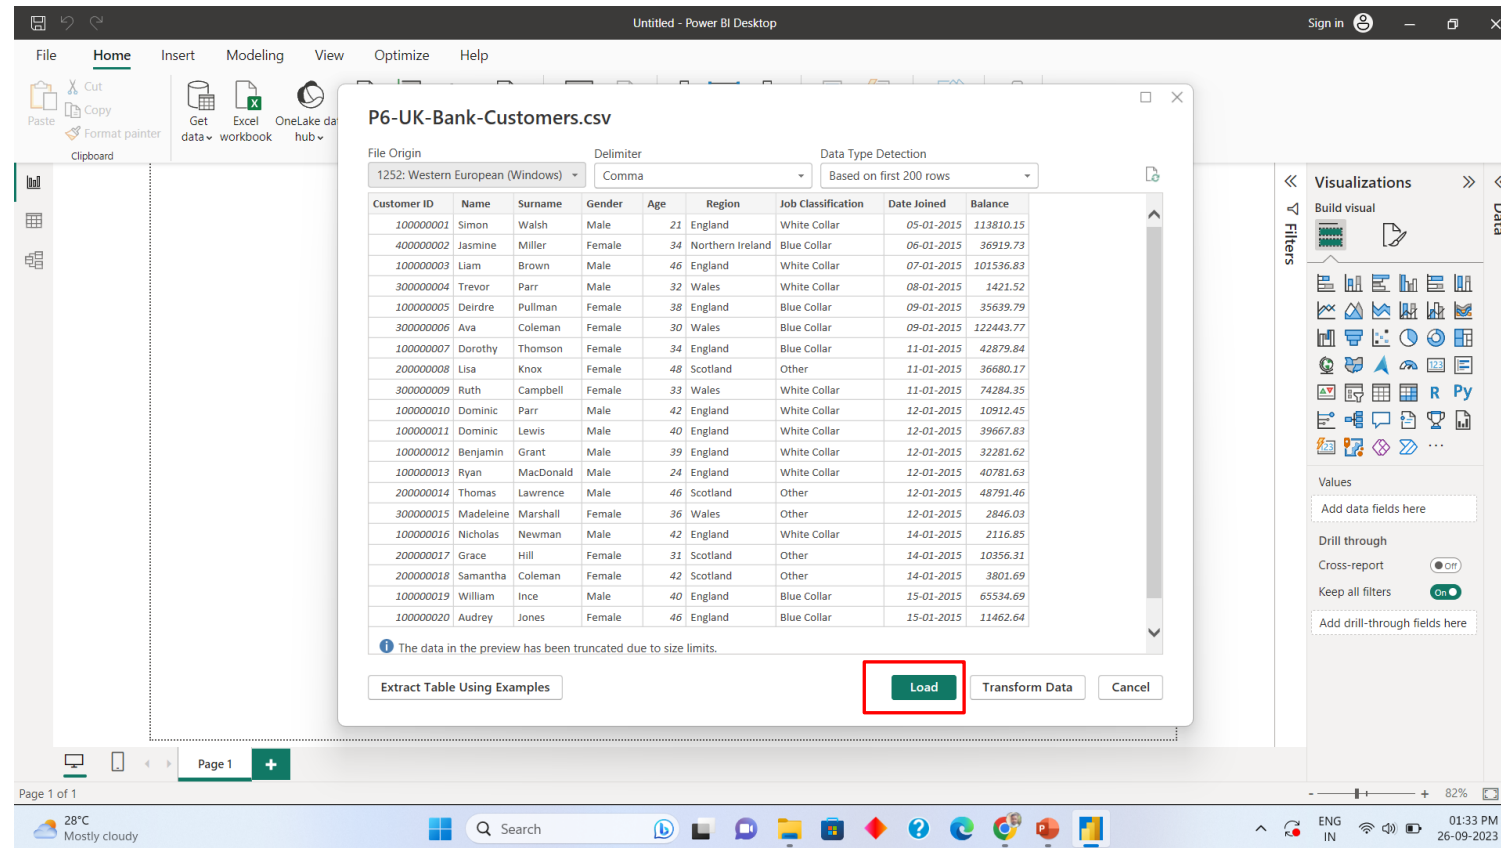 Untitled - Power BI Desktop
Sign in
File Home Insert Modeling View Optimize Help
Paste
Cut
Copy
Format painter
Clipboard
Get data
Excel workbook
OneLake da
hub
P6-UK-Bank-Customers.csv
File Origin Delimiter Data Type Detection
1252: Western European (Windows) Comma Based on first 200 rows
Customer ID Name Surname Gender Age Region Job Classification Date Joined Balance
100000001 Simon Walsh Male 21 England White Collar 05-01-2015 113810.15
400000002 Jasmine Miller Female 34 Northern Ireland Blue Collar 06-01-2015 36919.73
100000003 Liam Brown Male 46 England White Collar 07-01-2015 101536.83
300000004 Trevor Parr Male 32 Wales White Collar 08-01-2015 1421.52
100000005 Deirdre Pullman Female 38 England Blue Collar 09-01-2015 35639.79
300000006 Ava Coleman Female 30 Wales Blue Collar 09-01-2015 122443.77
100000007 Dorothy Thomson Female 34 England Blue Collar 11-01-2015 42879.84
200000008 Lisa Knox Female 48 Scotland Other 11-01-2015 36680.17
300000009 Ruth Campbell Female 33 Wales White Collar 11-01-2015 74284.35
100000010 Dominic Parr Male 42 England White Collar 12-01-2015 10912.45
100000011 Dominic Lewis Male 40 England White Collar 12-01-2015 39667.83
100000012 Benjamin Grant Male 39 England White Collar 12-01-2015 32281.62
100000013 Ryan MacDonald Male 24 England White Collar 12-01-2015 40781.63
200000014 Thomas Lawrence Male 46 Scotland Other 12-01-2015 48791.46
300000015 Madeleine Marshall Female 36 Wales Other 12-01-2015 2846.03
100000016 Nicholas Newman Male 42 England White Collar 14-01-2015 2116.85
200000017 Grace Hill Female 31 Scotland Other 14-01-2015 10356.31
200000018 Samantha Coleman Female 42 Scotland Other 14-01-2015 3801.69
100000019 William Ince Male 40 England Blue Collar 15-01-2015 65534.69
100000020 Audrey Jones Female 46 England Blue Collar 15-01-2015 11462.64
The data in the preview has been truncated due to size limits.
Extract Table Using Examples Load Transform Data Cancel
Filters
Visualizations
Build visual
Data
123
R Py
123
Values
Add data fields here
Drill through
Cross-report Off
Keep all filters On
Add drill-through fields here
Page 1
Page 1 of 1
82%
28°C
Mostly cloudy
Search
ENG
IN
01:33 PM
26-09-2023